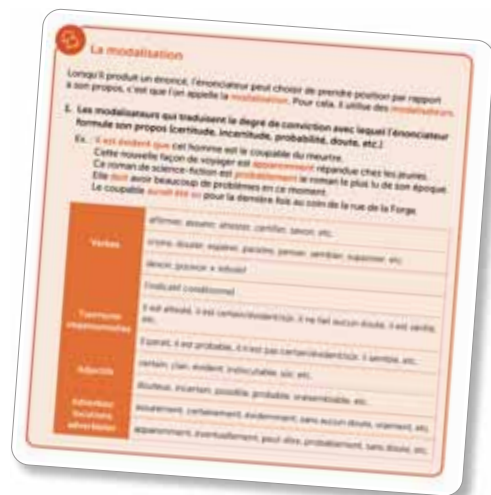 La modalisation
Lorsqu'il produit un énoncé, l'énonciateur peut choisir de prendre position par rapport
à son propos, c'est que l'on appelle la modalisation. Pour cela, il utilise des modalisateurs.
1. Les modalisateurs qui traduisent le degré de conviction avec lequel l'énonciateur
formule son propos (certitude, incertitude, probabilité, doute, etc.)
Ex. : Il est évident que cet homme est le coupable du meurtre.
Cette nouvelle façon de voyager est apparemment répandue chez les jeunes.
Ce roman de science-fiction est probablement le roman le plus lu de son époque.
Elle doit avoir beaucoup de problèmes en ce moment.
Le coupable aurait été vu pour la dernière fois au coin de la rue de la Forge.
Verbes
affirmer, assurer, attester, certifier, savoir, etc.
croire, douter, espérer, paraître, penser, sembler, supposer, etc.
devoir, pouvoir + infinitif
l'indicatif conditionnel
Tournures
impersonnelles
Il est attesté, il est certain/évident/sûr, il ne fait aucun doute, il est vérifié,
etc.
Il paraît, il est probable, il n'est pas certain/évident/sûr, il semble, etc.
Adjectifs
certain, clair, évident, indiscutable, sûr, etc.
douteux, incertain, possible, probable, vraisemblable, etc.
Adverbes/
locutions
adverbiales
assurément, certainement, évidemment, sans aucun doute, vraiment, etc.
apparemment, éventuellement, peut-être, probablement, sans doute, etc.